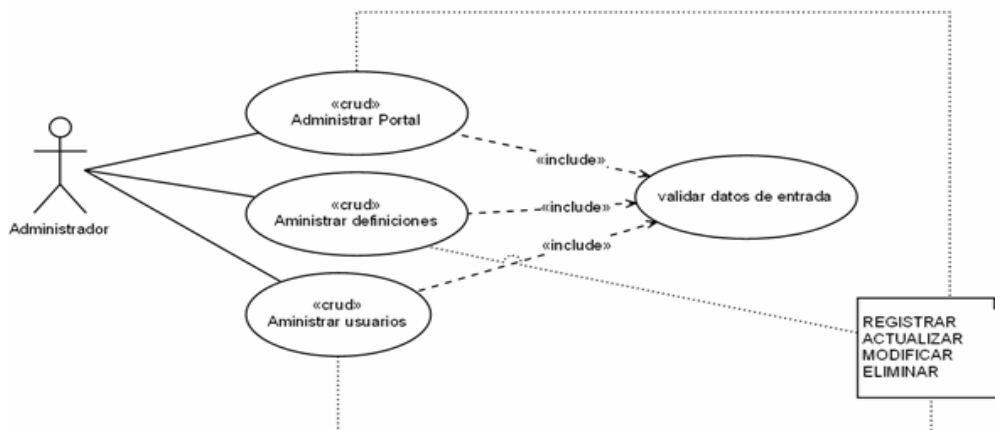 «crud»
Administrar Portal
«include»
«crud»
Aministrar definiciones
«include»
validar datos de entrada
Administrador
«include»
«crud»
Aministrar usuarios
REGISTRAR
ACTUALIZAR
MODIFICAR
ELIMINAR